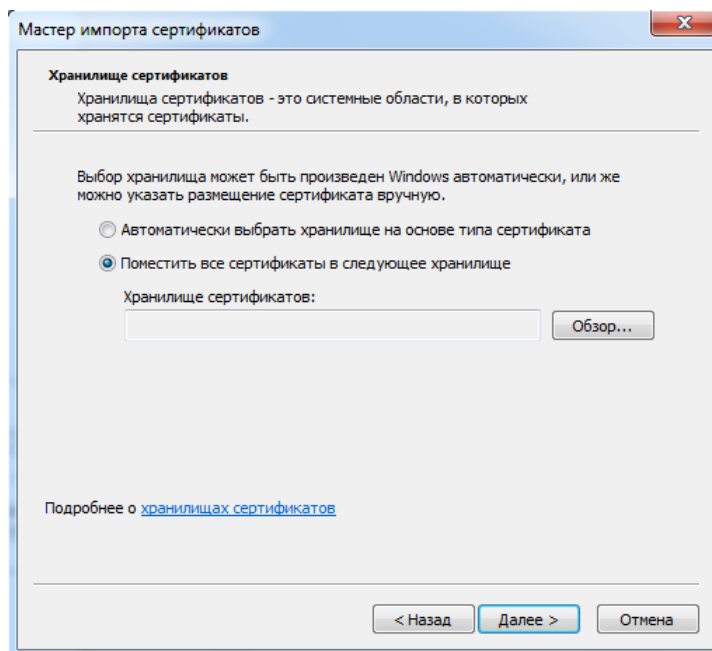 Мастер импорта сертификатов
Хранилище сертификатов
Хранилища сертификатов - это системные области, в которых
хранятся сертификаты.
Выбор хранилища может быть произведен Windows автоматически, или же
можно указать размещение сертификата вручную.
Автоматически выбрать хранилище на основе типа сертификата
Поместить все сертификаты в следующее хранилище
Хранилище сертификатов:
Обзор...
Подробнее о хранилищах сертификатов
< Назад Далее > Отмена